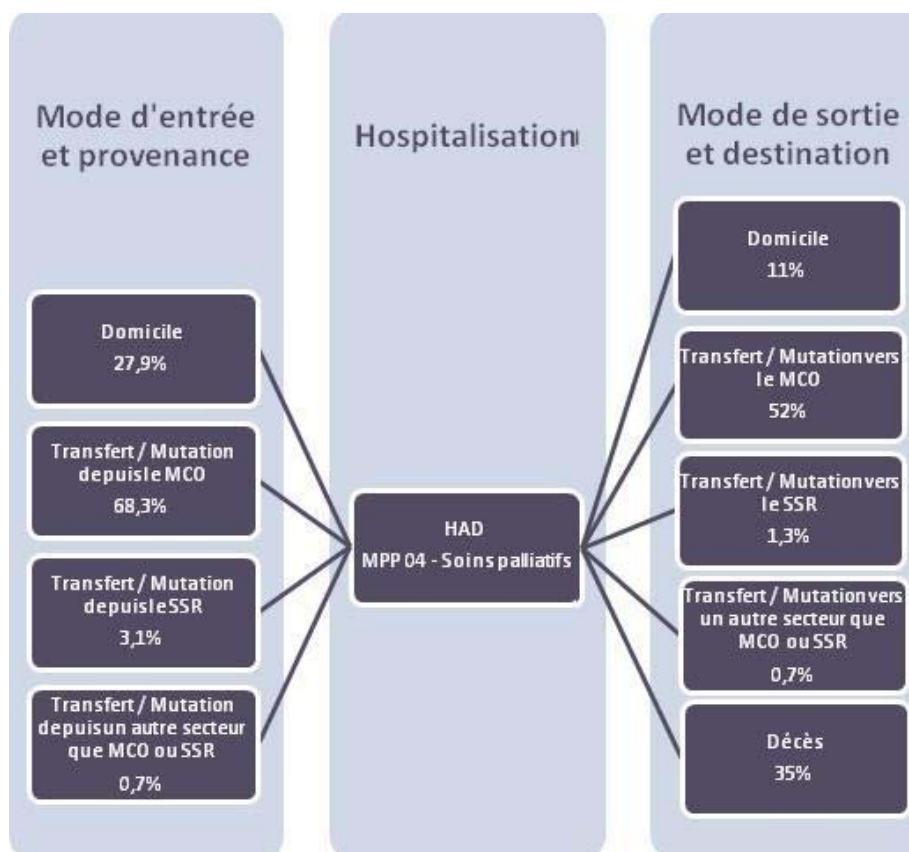 Mode d'entrée
et provenance
Domicile
27,9%
Transfert / Mutation
depuis le MCO
68,3%
Transfert / Mutation
depuis le SSR
3,1%
Transfert / Mutation
depuis un autre secteur
que MCO ou SSR
0,7%
Hospitalisation
HAD
MPP 04 - Soins palliatifs
Mode de sortie
et destination
Domicile
11%
Transfert / Mutation vers
le MCO
52%
Transfert / Mutation vers
le SSR
1,3%
Transfert / Mutation vers
un autre secteur que
MCO ou SSR
0,7%
Décès
35%